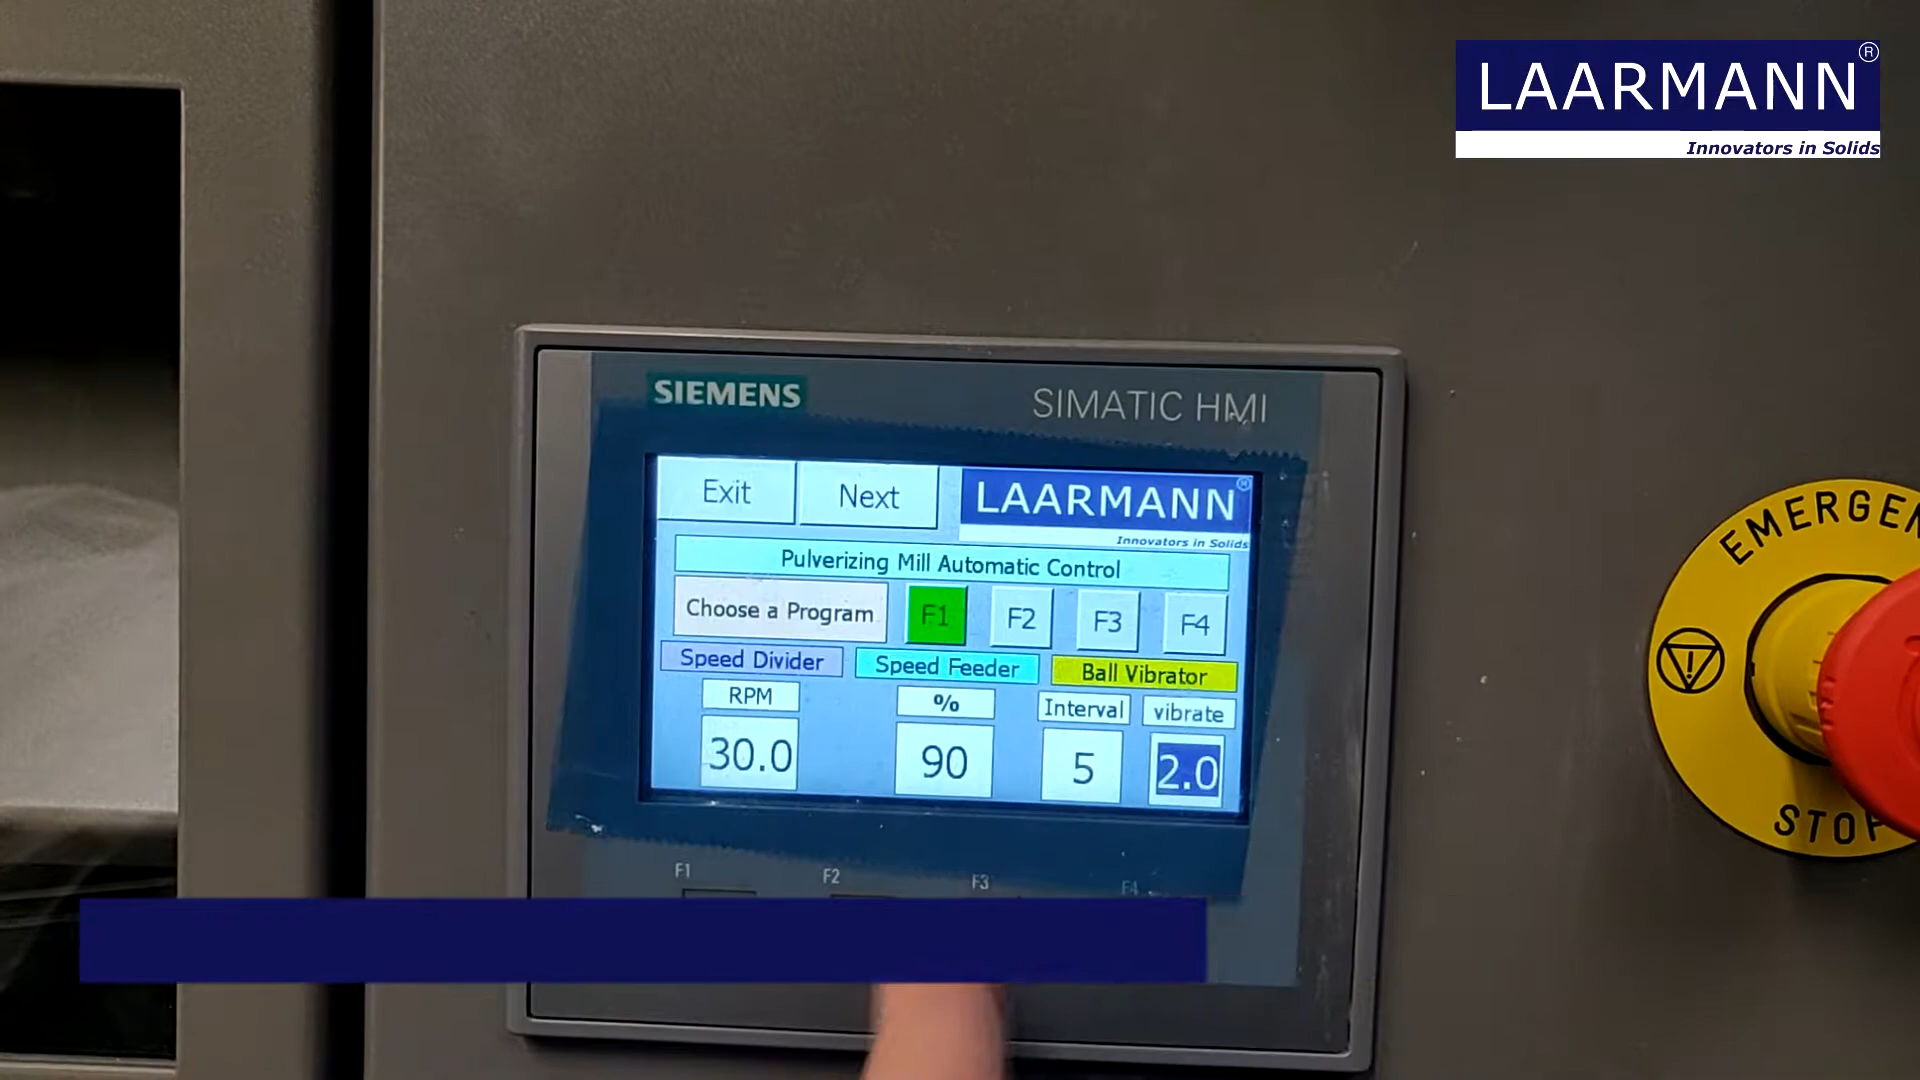 LAARMANN®
Innovators in Solids
SIEMENS
SIMATIC HMI
Exit
Next
LAARMANN®
Innovators in Solids
Pulverizing Mill Automatic Control
Choose a Program
F1
F2
F3
F4
Speed Divider
Speed Feeder
Ball Vibrator
RPM
%
Interval
vibrate
30.0
90
5
2.0
F1
F2
F3
F4
EMERGEN
STOP